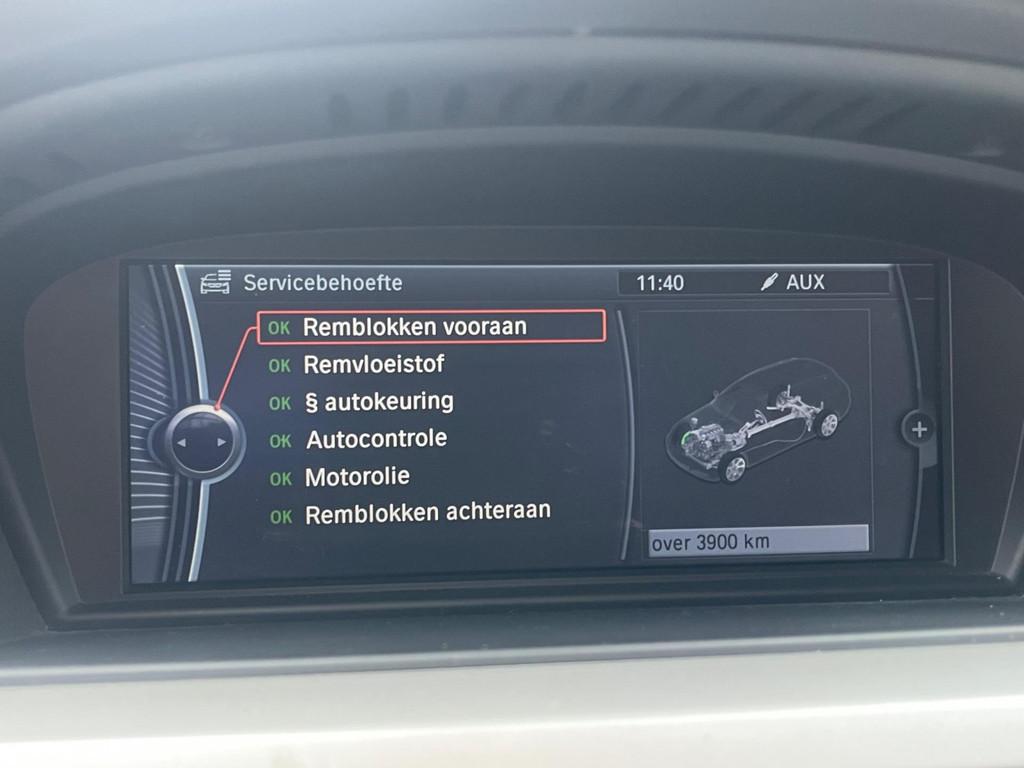 Servicebehoefte
11:40
AUX
OK Remblokken vooraan
OK Remvloeistof
OK § autokeuring
OK Autocontrole
OK Motorolie
OK Remblokken achteraan
over 3900 km